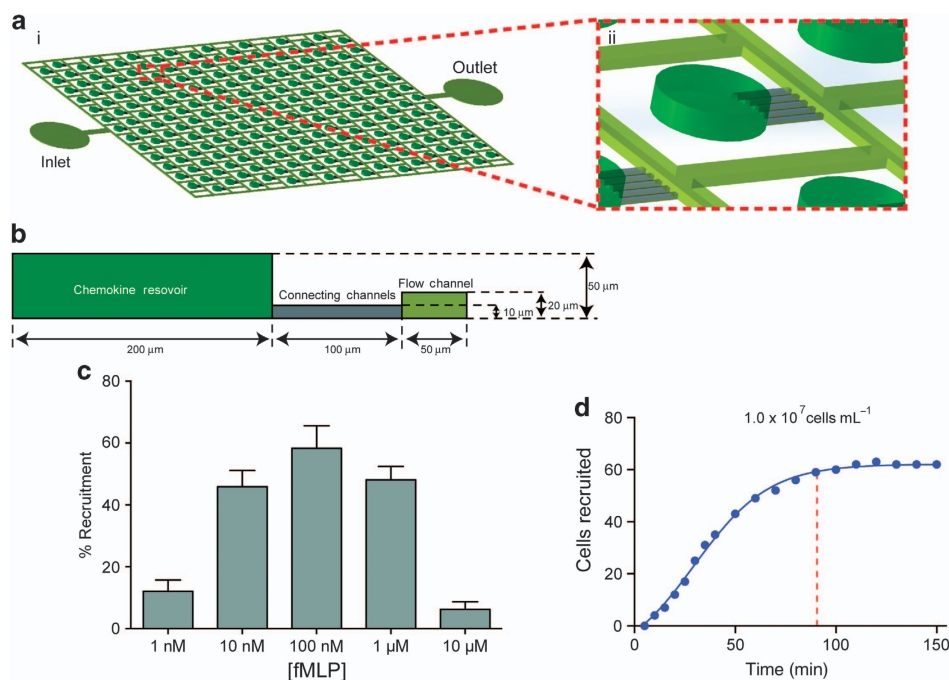 a
i
ii
Inlet
Outlet
b
Chemokine resovoir
Connecting channels
Flow channel
10 μm
20 μm
50 μm
200 μm
100 μm
50 μm
c
80
60
40
20
0
% Recruitment
1 nM 10 nM 100 nM 1 μM 10 μM
[fMLP]
d
1.0 x 10⁷ cells mL⁻¹
80
60
40
20
0
Cells recruited
0 50 100 150
Time (min)